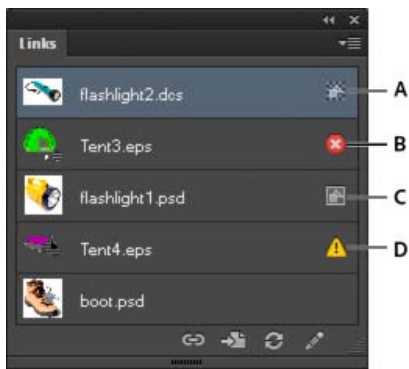 Links
flashlight2.dcs A
Tent3.eps B
flashlight1.psd C
Tent4.eps D
boot.psd